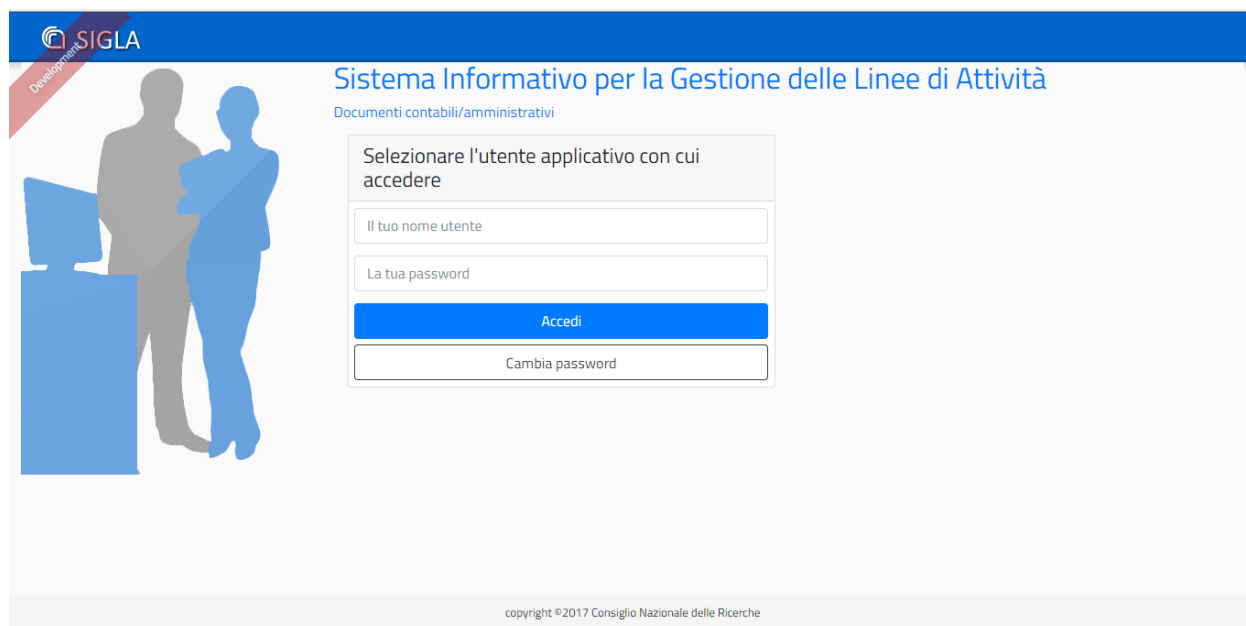 SIGLA
Development
Sistema Informativo per la Gestione delle Linee di Attività
Documenti contabili/amministrativi
Selezionare l'utente applicativo con cui
accedere
Il tuo nome utente
La tua password
Accedi
Cambia password
copyright ©2017 Consiglio Nazionale delle Ricerche